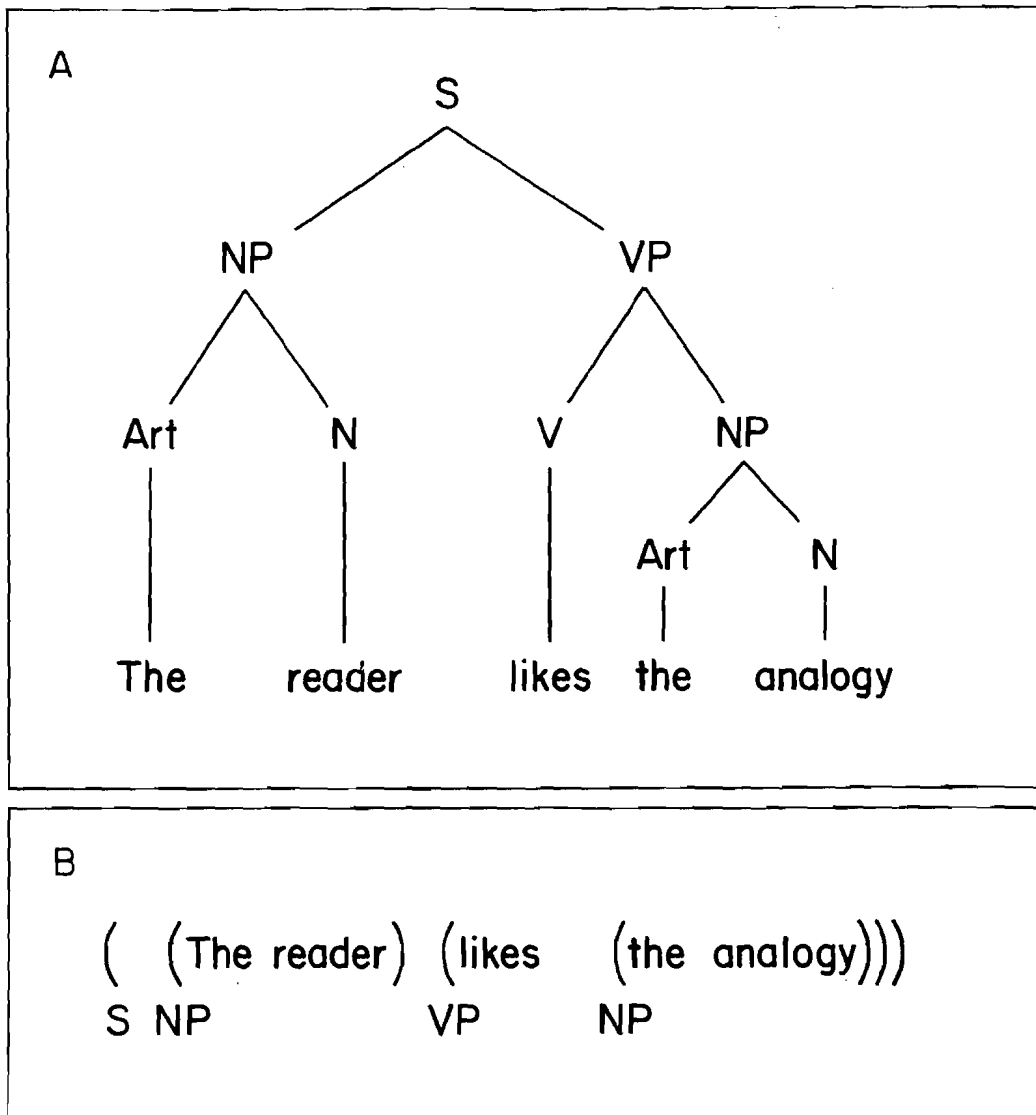 A
S
NP VP
Art N V NP
Art N
The reader likes the analogy
B
( (The reader) (likes (the analogy)))
S NP VP NP